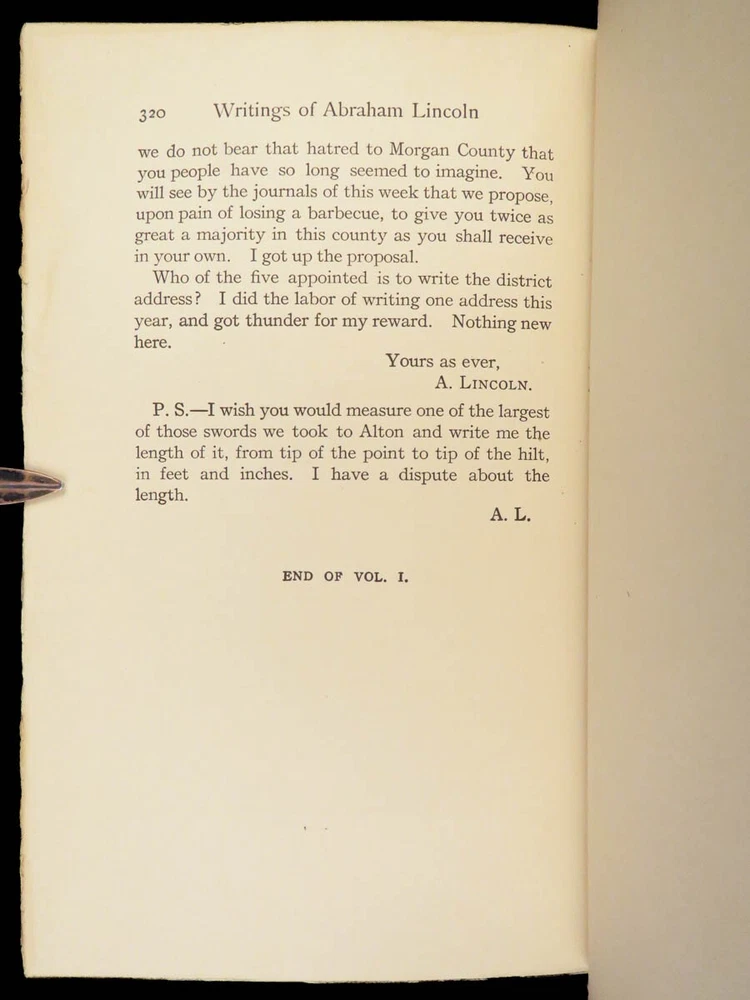 320 Writings of Abraham Lincoln
we do not bear that hatred to Morgan County that
you people have so long seemed to imagine. You
will see by the journals of this week that we propose,
upon pain of losing a barbecue, to give you twice as
great a majority in this county as you shall receive
in your own. I got up the proposal.
Who of the five appointed is to write the district
address? I did the labor of writing one address this
year, and got thunder for my reward. Nothing new
here.
Yours as ever,
A. LINCOLN.
P. S.—I wish you would measure one of the largest
of those swords we took to Alton and write me the
length of it, from tip of the point to tip of the hilt,
in feet and inches. I have a dispute about the
length.
A. L.
END OF VOL. I.